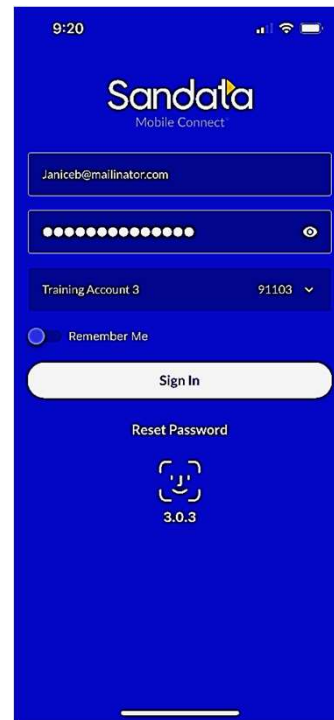 9:20
Sandata
Mobile Connect
Janiceb@mailinator.com
●●●●●●●●●●●●●●
Training Account 3 91103
Remember Me
Sign In
Reset Password
3.0.3